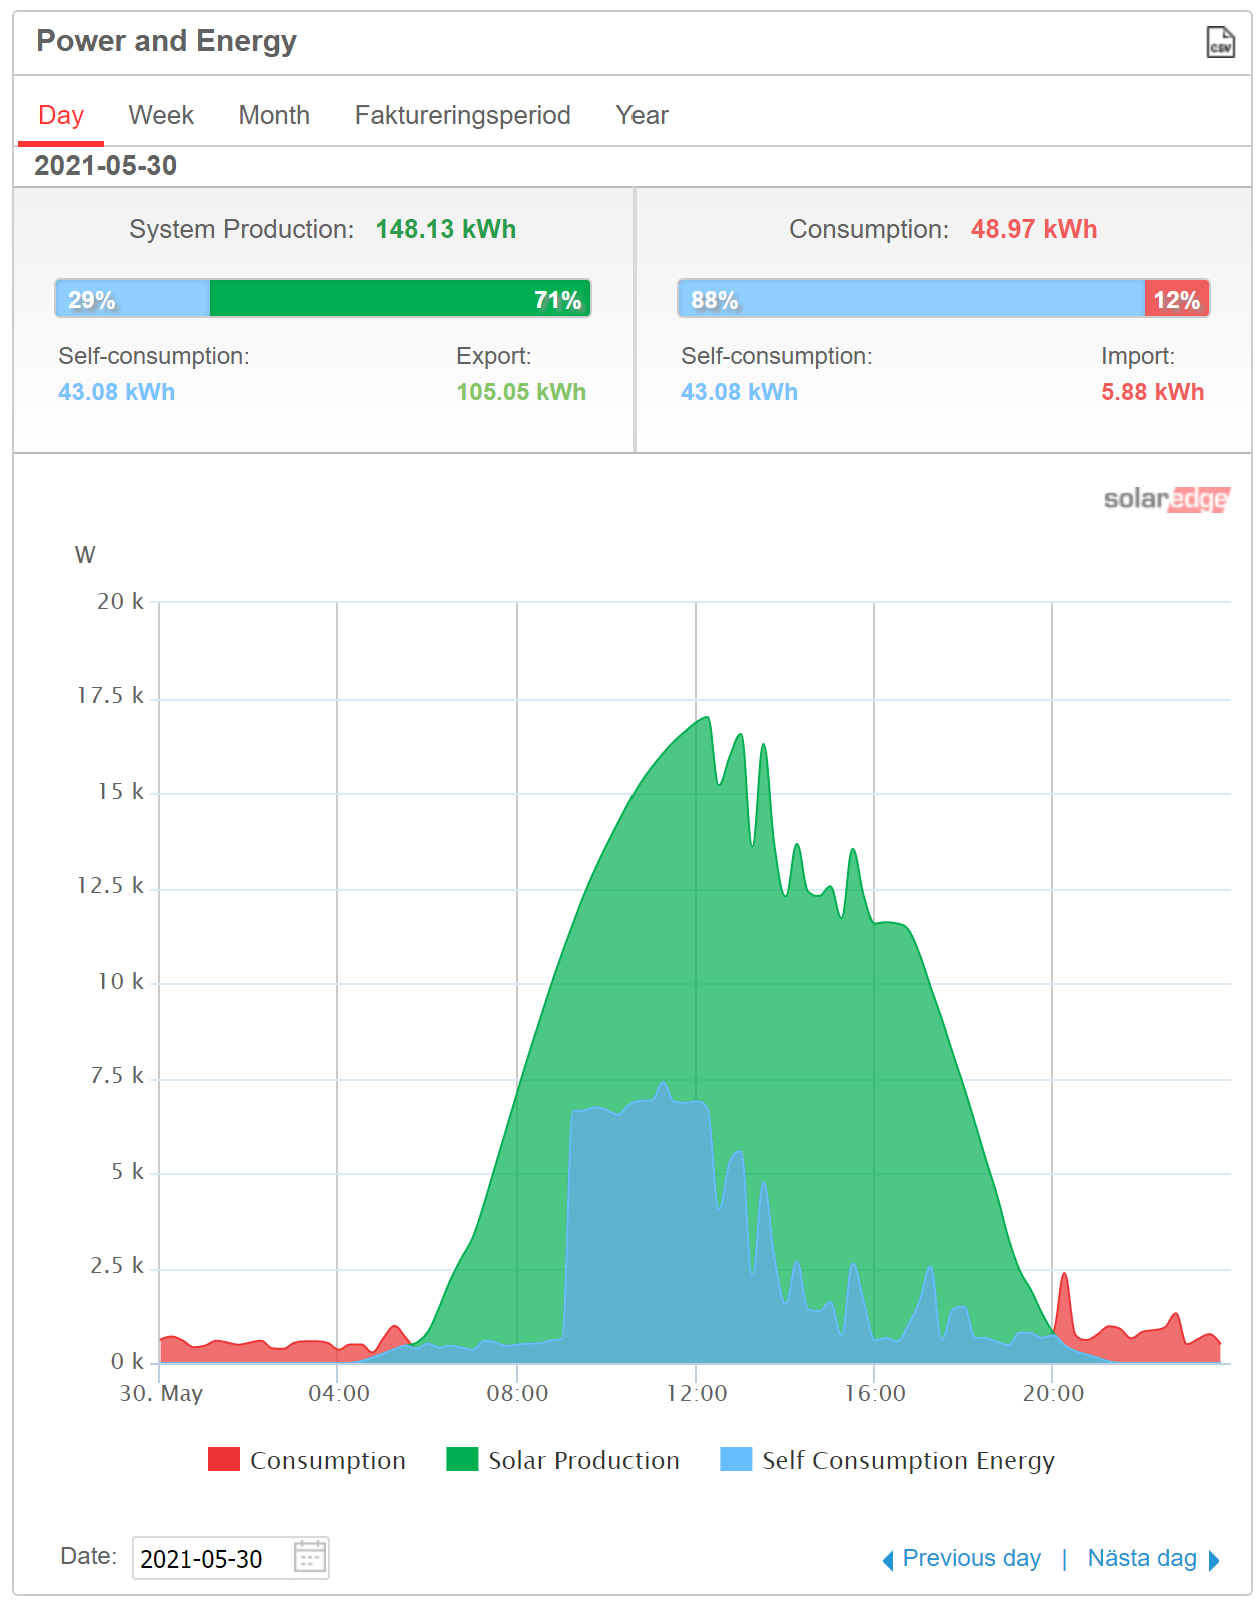 Power and Energy
CSV
Day Week Month Faktureringsperiod Year
2021-05-30
System Production: 148.13 kWh
Consumption: 48.97 kWh
29% 71%
88% 12%
Self-consumption: Export:
43.08 kWh 105.05 kWh
Self-consumption: Import:
43.08 kWh 5.88 kWh
solaredge
W
20 k
17.5 k
15 k
12.5 k
10 k
7.5 k
5 k
2.5 k
0 k
30. May 04:00 08:00 12:00 16:00 20:00
Consumption Solar Production Self Consumption Energy
Date: 2021-05-30
Previous day | Nästa dag